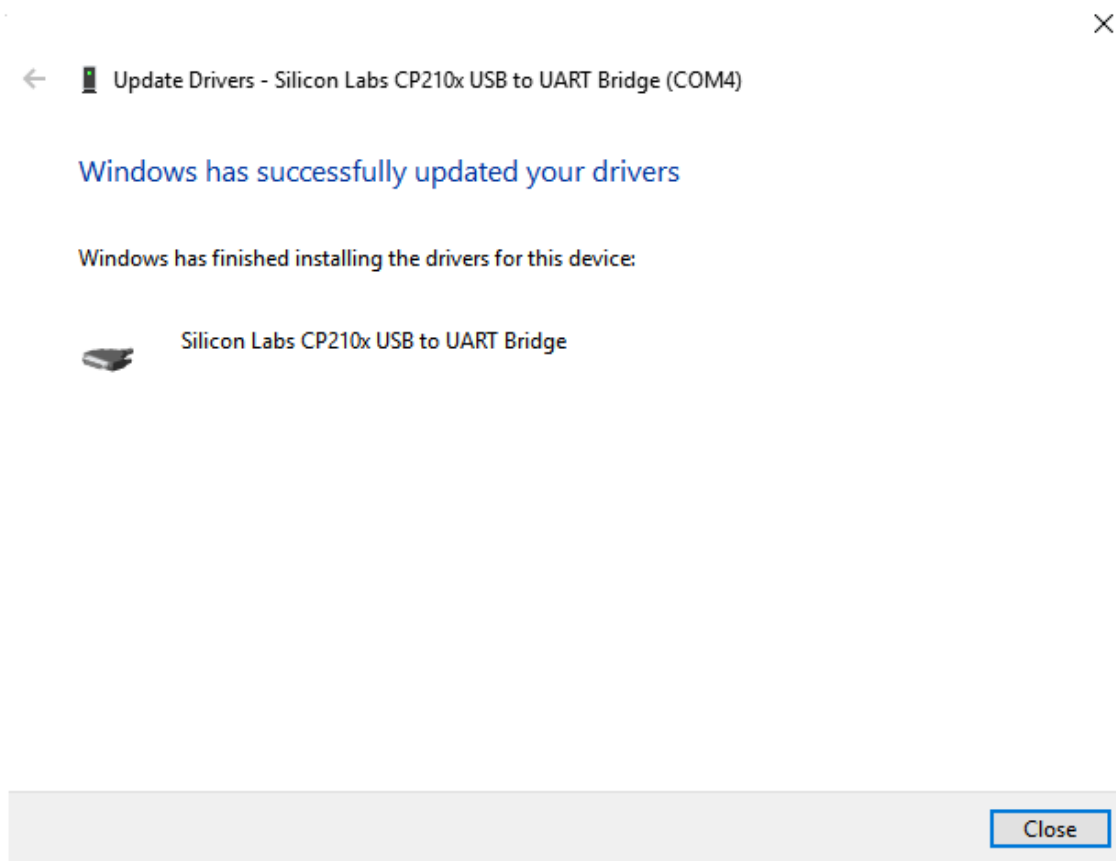 Update Drivers - Silicon Labs CP210x USB to UART Bridge (COM4)
Windows has successfully updated your drivers
Windows has finished installing the drivers for this device:
Silicon Labs CP210x USB to UART Bridge
Close